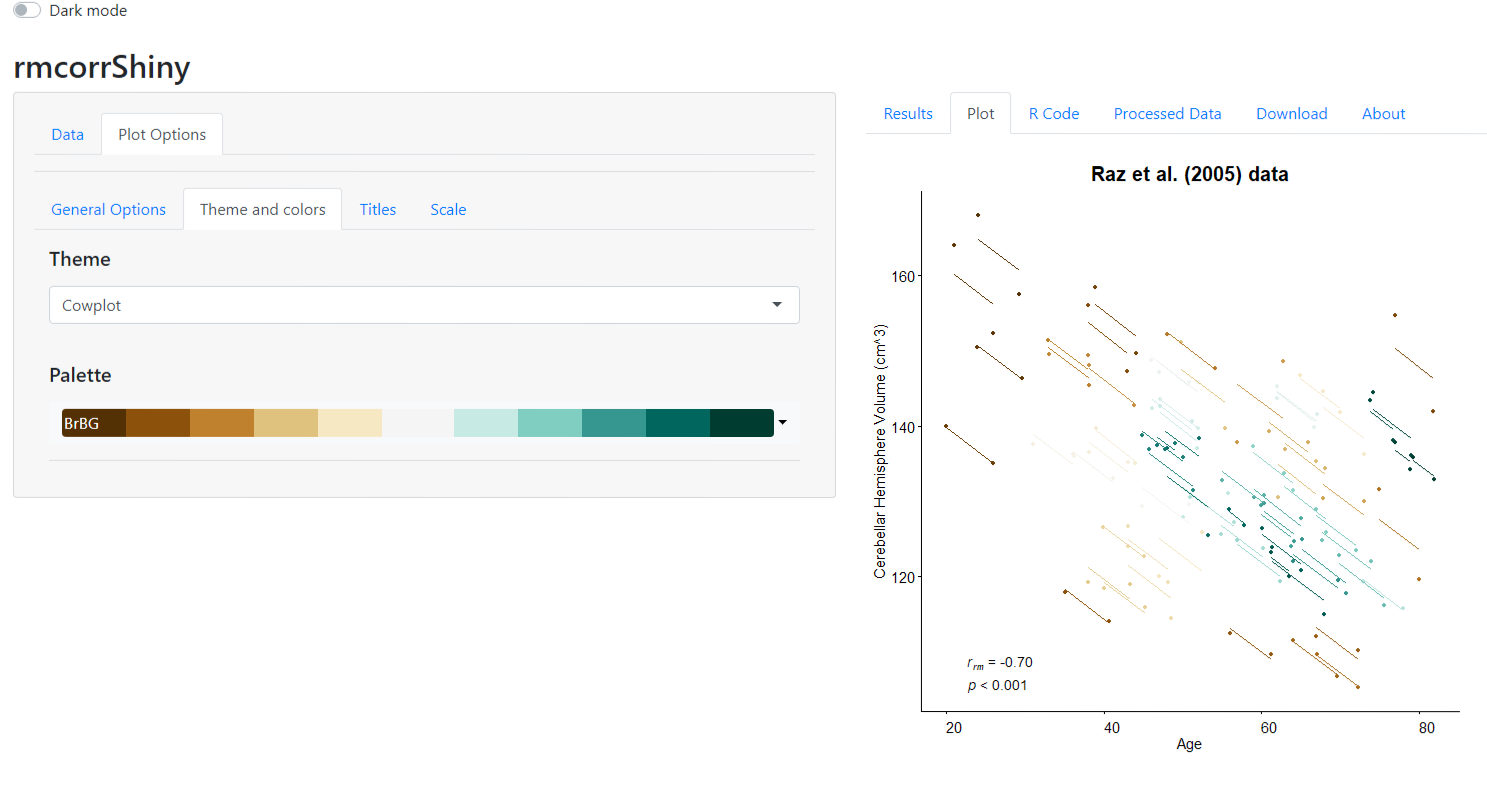 Dark mode
rmcorrShiny
Data Plot Options
General Options Theme and colors Titles Scale
Theme
Cowplot
Palette
BrBG
Results Plot R Code Processed Data Download About
Raz et al. (2005) data
160
140
120
Cerebellar Hemisphere Volume (cm^3)
r_rm = -0.70
p < 0.001
20 40 60 80
Age